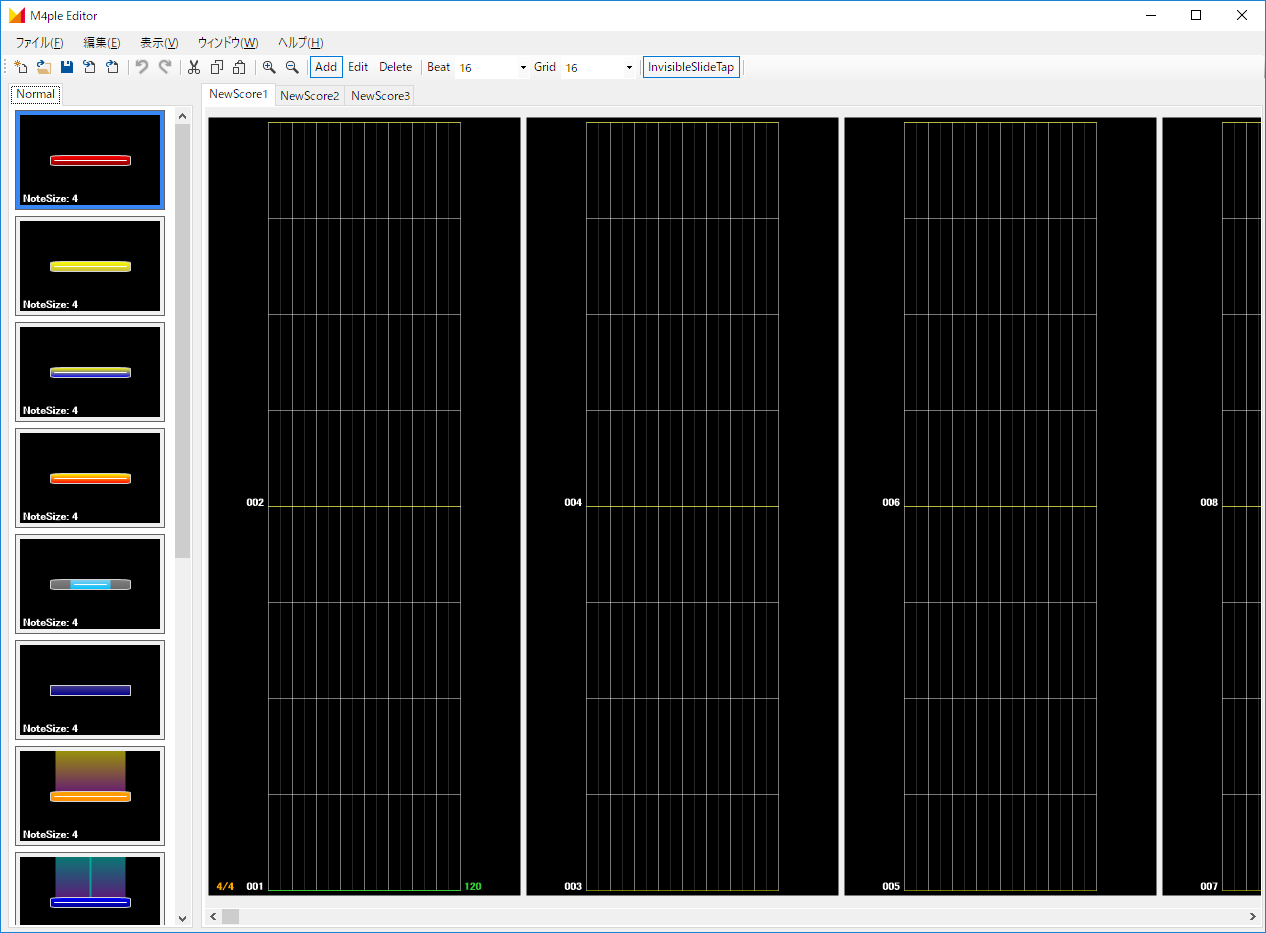 M4ple Editor
ファイル(F) 編集(E) 表示(V) ウィンドウ(W) ヘルプ(H)
Add Edit Delete Beat 16 Grid 16 InvisibleSlideTap
Normal
NewScore1 NewScore2 NewScore3
NoteSize: 4
NoteSize: 4
NoteSize: 4
NoteSize: 4
NoteSize: 4
NoteSize: 4
NoteSize: 4
002 004 006 008
4/4 001 120 003 005 007